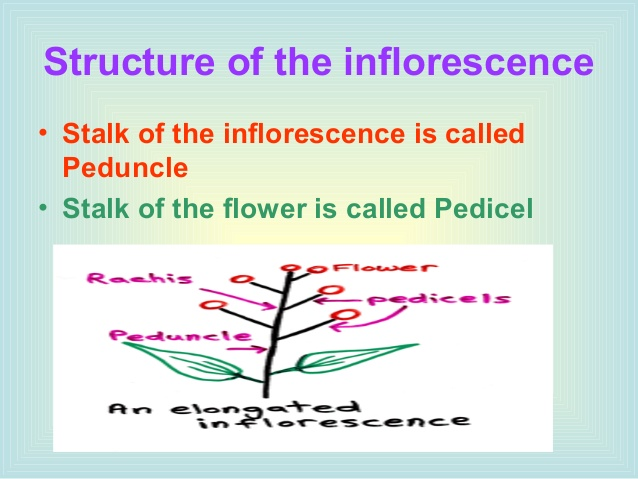 Structure of the inflorescence
• Stalk of the inflorescence is called
Peduncle
• Stalk of the flower is called Pedicel
Flower
Rachis
pedicels
Peduncle
An elongated
inflorescence